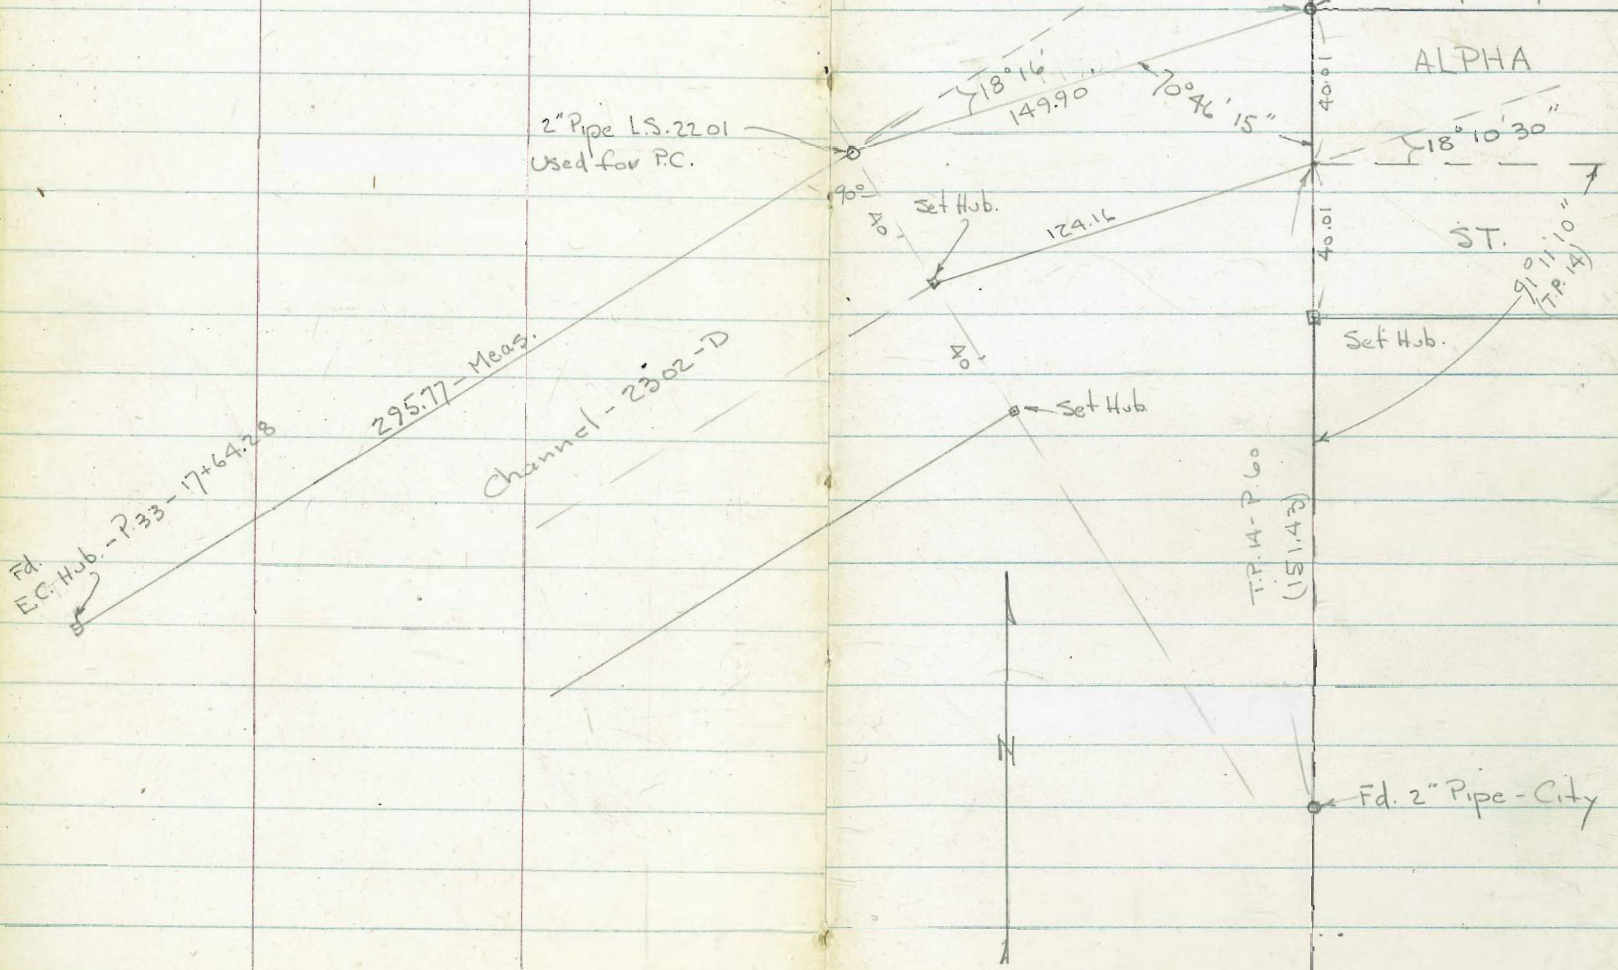 ALPHA
40.01
18° 16'
149.90
70° 46' 15"
18° 10' 30"
2" Pipe L.S. 2201
Used for P.C.
90°
40
Set Hub.
124.16
40.01
ST.
91° 11' 10"
(T.P. 14)
Set Hub.
40
Set Hub
295.77 - Meas.
Channel - 2302-D
Fd.
E.C. Hub. - P.33 - 17+64.28
T.P. 14 - P. 60
(151.43)
N
Fd. 2" Pipe - City